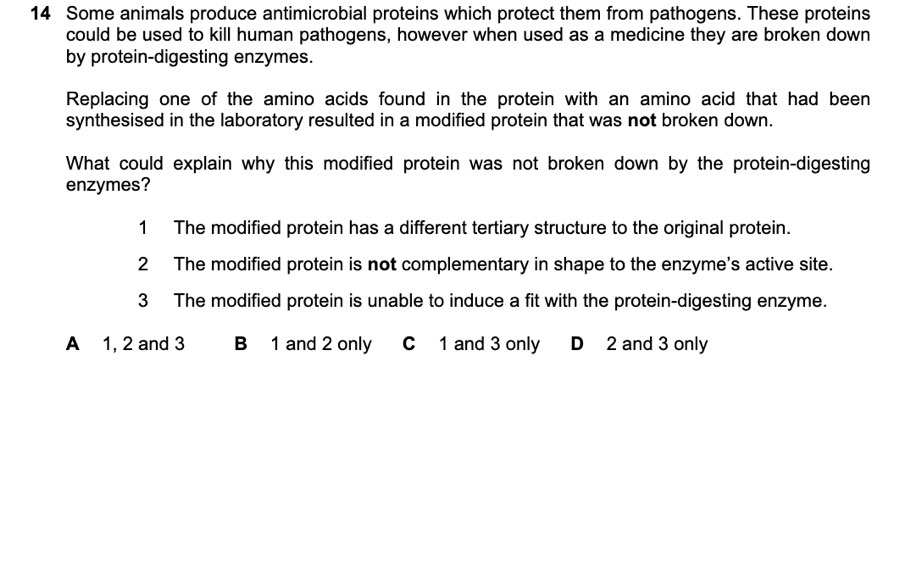 14 Some animals produce antimicrobial proteins which protect them from pathogens. These proteins
could be used to kill human pathogens, however when used as a medicine they are broken down
by protein-digesting enzymes.
Replacing one of the amino acids found in the protein with an amino acid that had been
synthesised in the laboratory resulted in a modified protein that was not broken down.
What could explain why this modified protein was not broken down by the protein-digesting
enzymes?
1 The modified protein has a different tertiary structure to the original protein.
2 The modified protein is not complementary in shape to the enzyme's active site.
3 The modified protein is unable to induce a fit with the protein-digesting enzyme.
A 1, 2 and 3 B 1 and 2 only C 1 and 3 only D 2 and 3 only